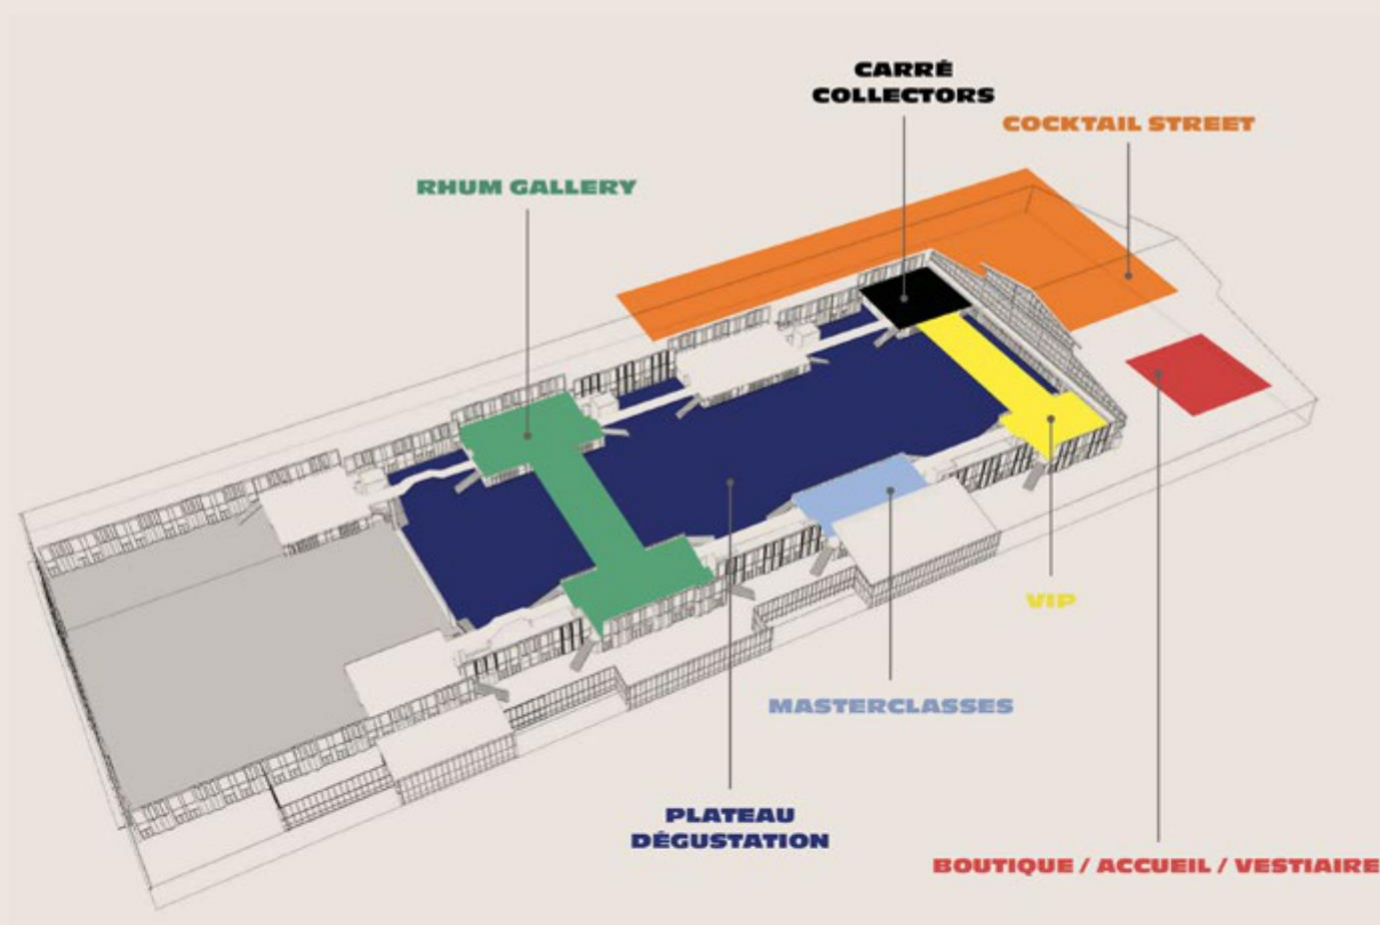 CARRÉ
COLLECTORS
COCKTAIL STREET
RHUM GALLERY
VIP
MASTERCLASSES
PLATEAU
DÉGUSTATION
BOUTIQUE / ACCUEIL / VESTIAIRE